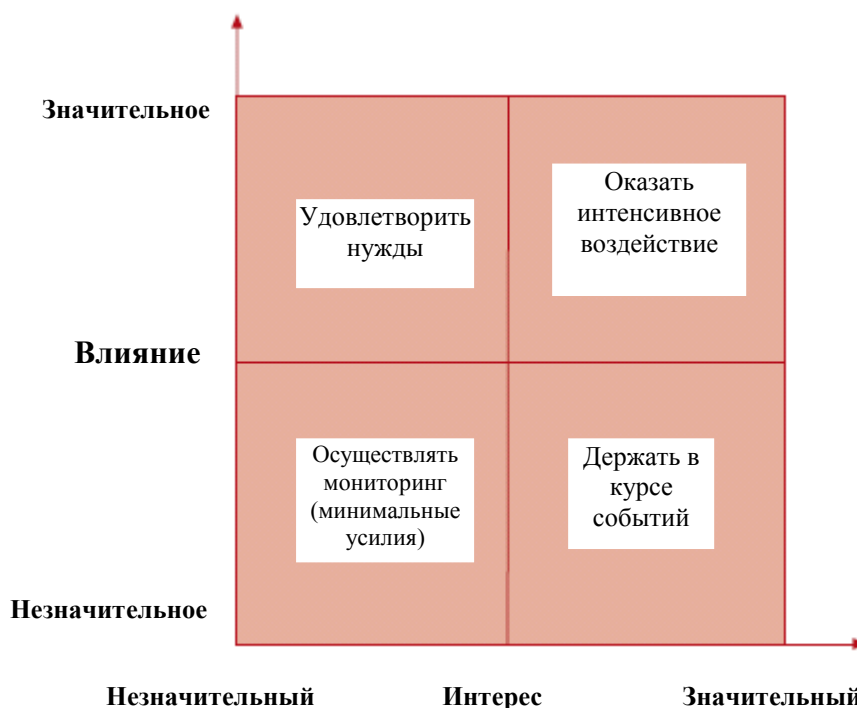 Значительное
Удовлетворить
нужды
Оказать
интенсивное
воздействие
Влияние
Осуществлять
мониторинг
(минимальные
усилия)
Держать в
курсе
событий
Незначительное
Незначительный
Интерес
Значительный